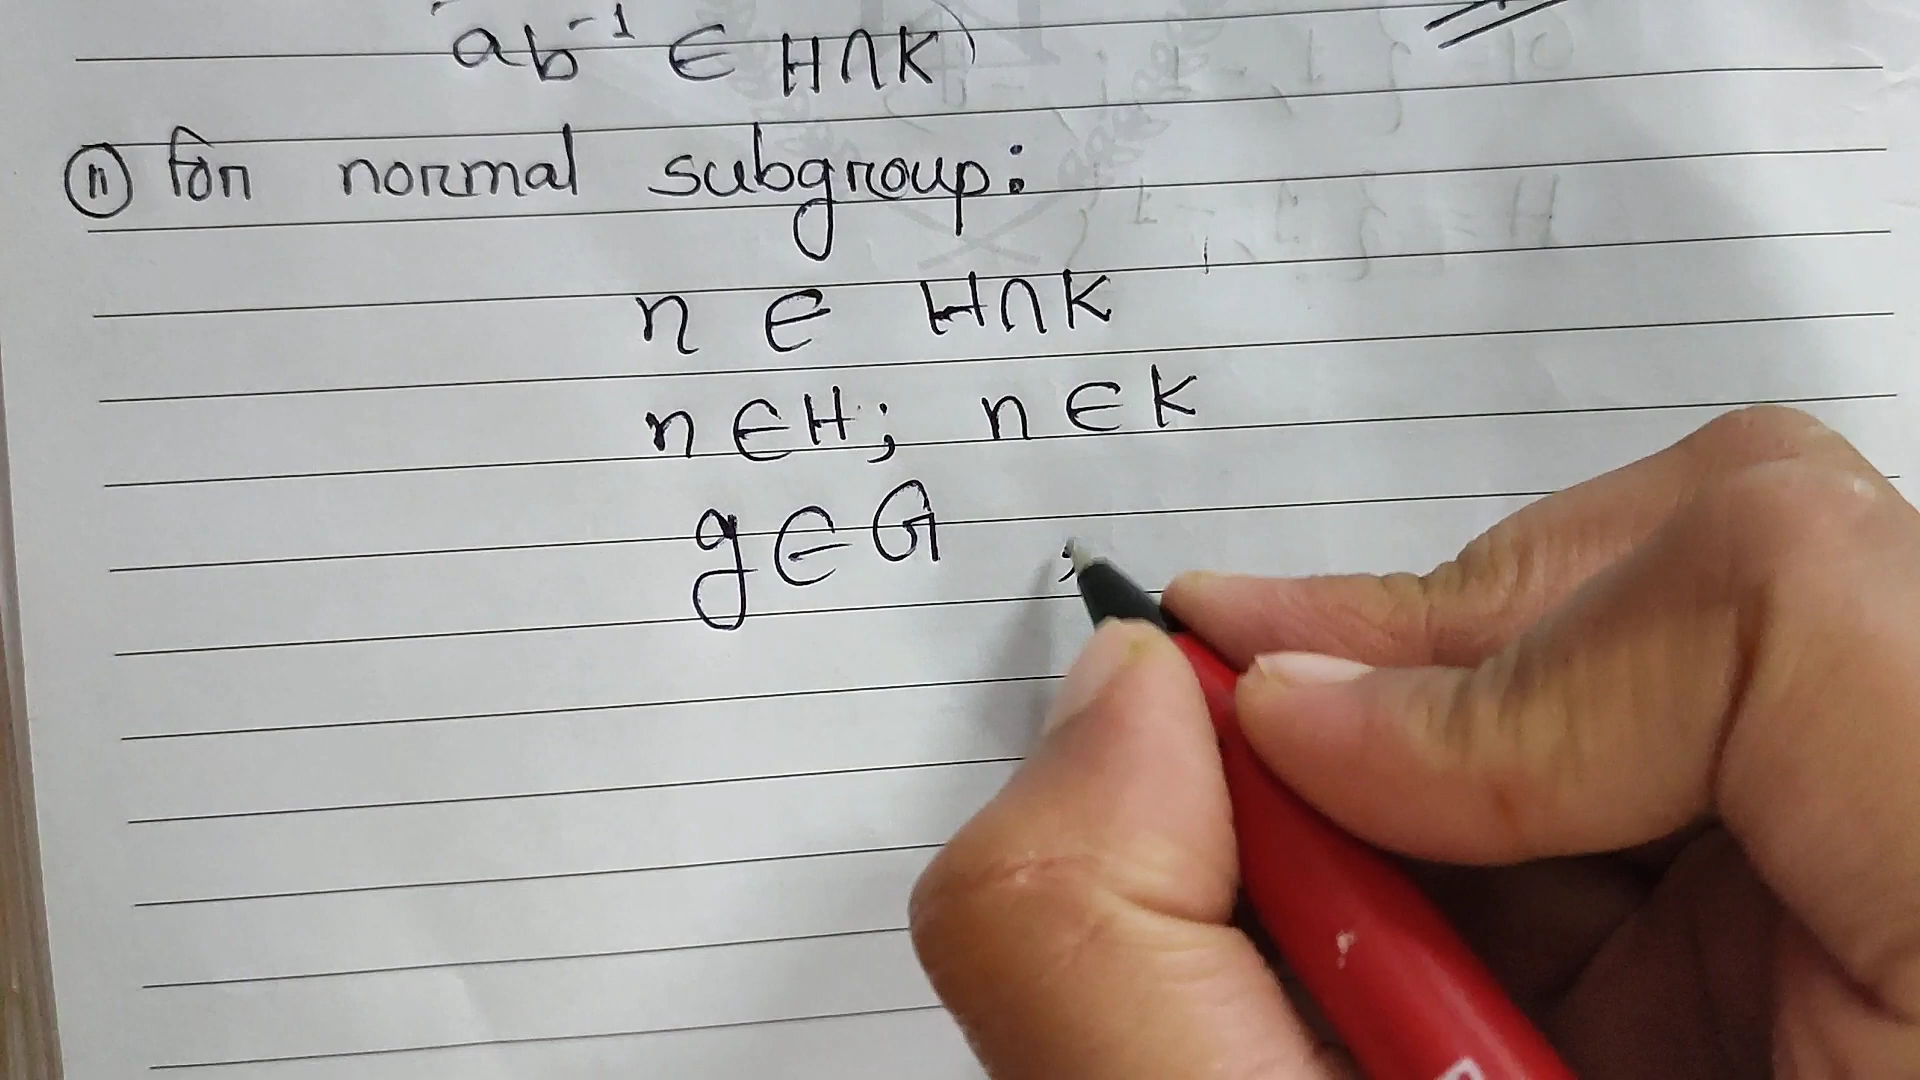 ab⁻¹ ∈ H∩K)
(ii) for normal subgroup:
n ∈ H∩K
n ∈ H; n ∈ K
g ∈ G ,